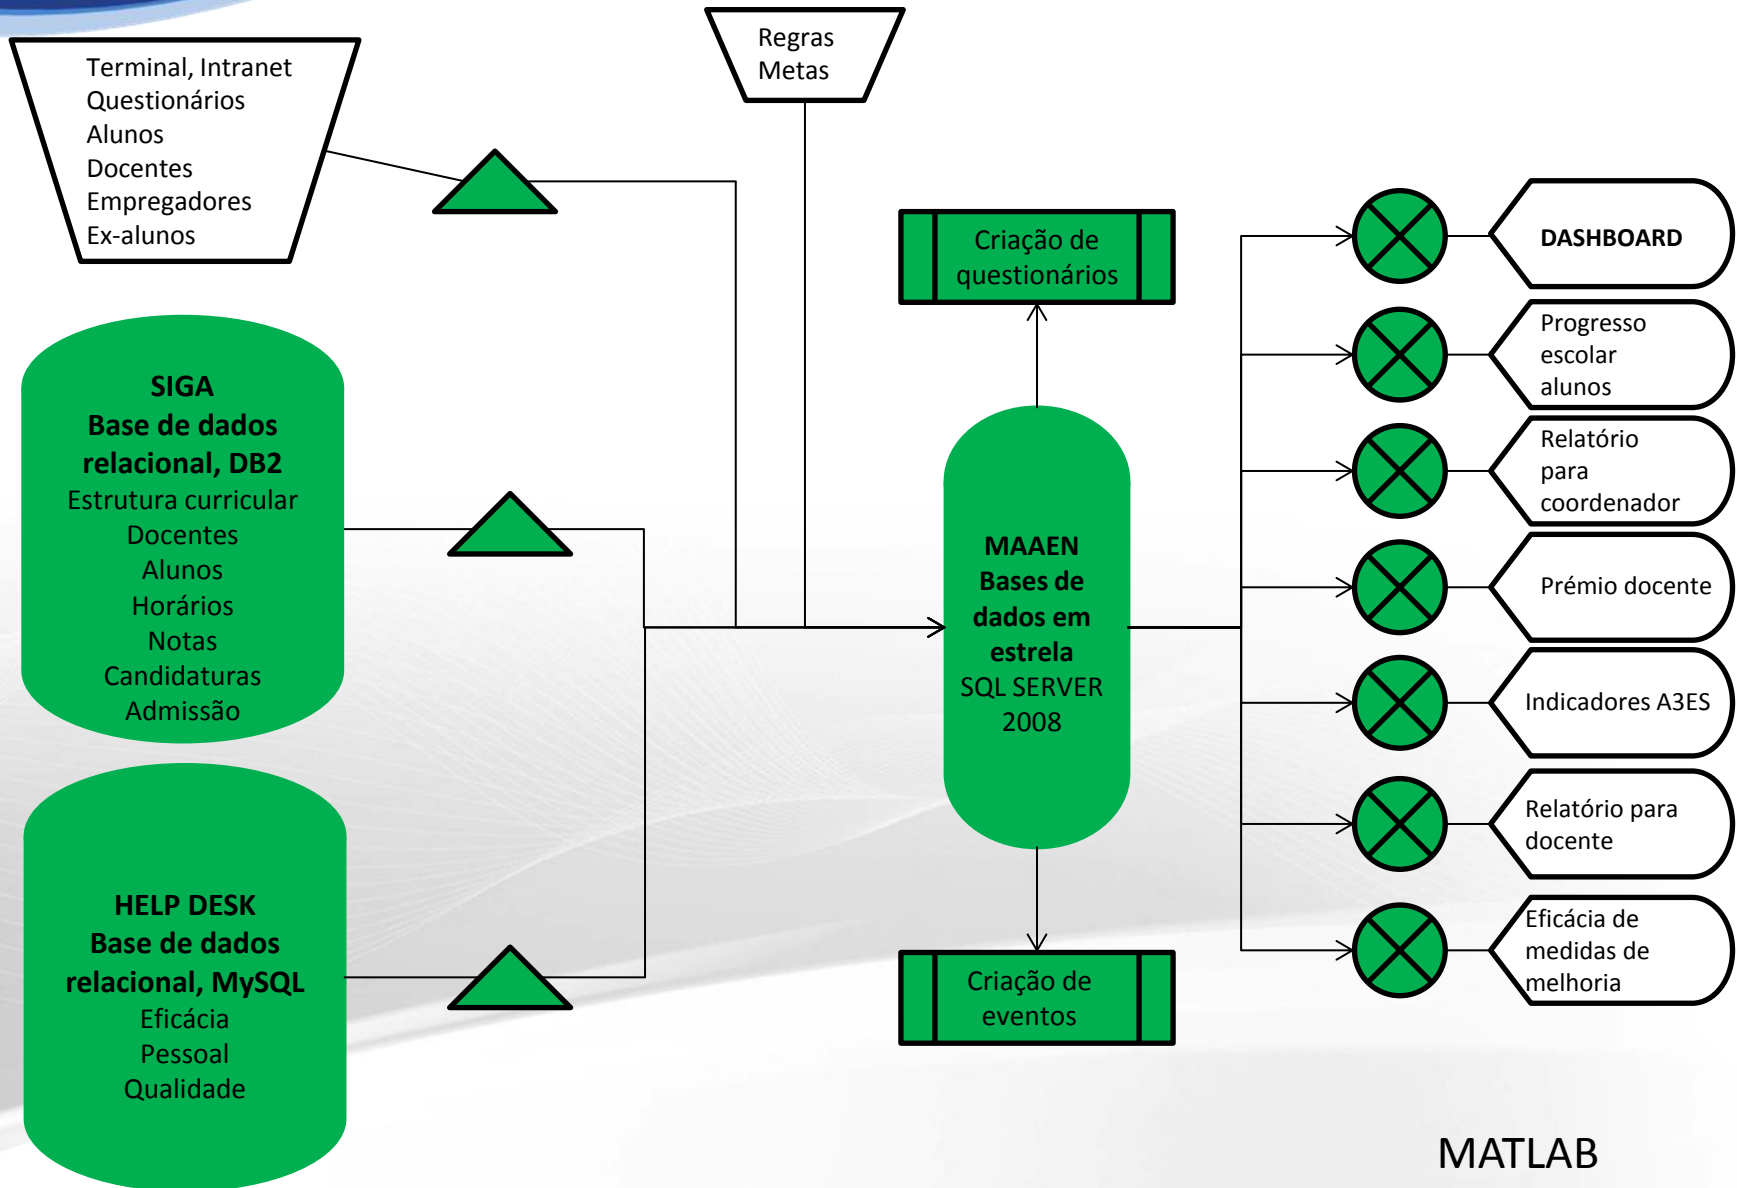 Terminal, Intranet
Questionários
Alunos
Docentes
Empregadores
Ex-alunos
Regras
Metas
SIGA
Base de dados
relacional, DB2
Estrutura curricular
Docentes
Alunos
Horários
Notas
Candidaturas
Admissão
HELP DESK
Base de dados
relacional, MySQL
Eficácia
Pessoal
Qualidade
Criação de
questionários
MAAEN
Bases de
dados em
estrela
SQL SERVER
2008
Criação de
eventos
DASHBOARD
Progresso
escolar
alunos
Relatório
para
coordenador
Prémio docente
Indicadores A3ES
Relatório para
docente
Eficácia de
medidas de
melhoria
MATLAB